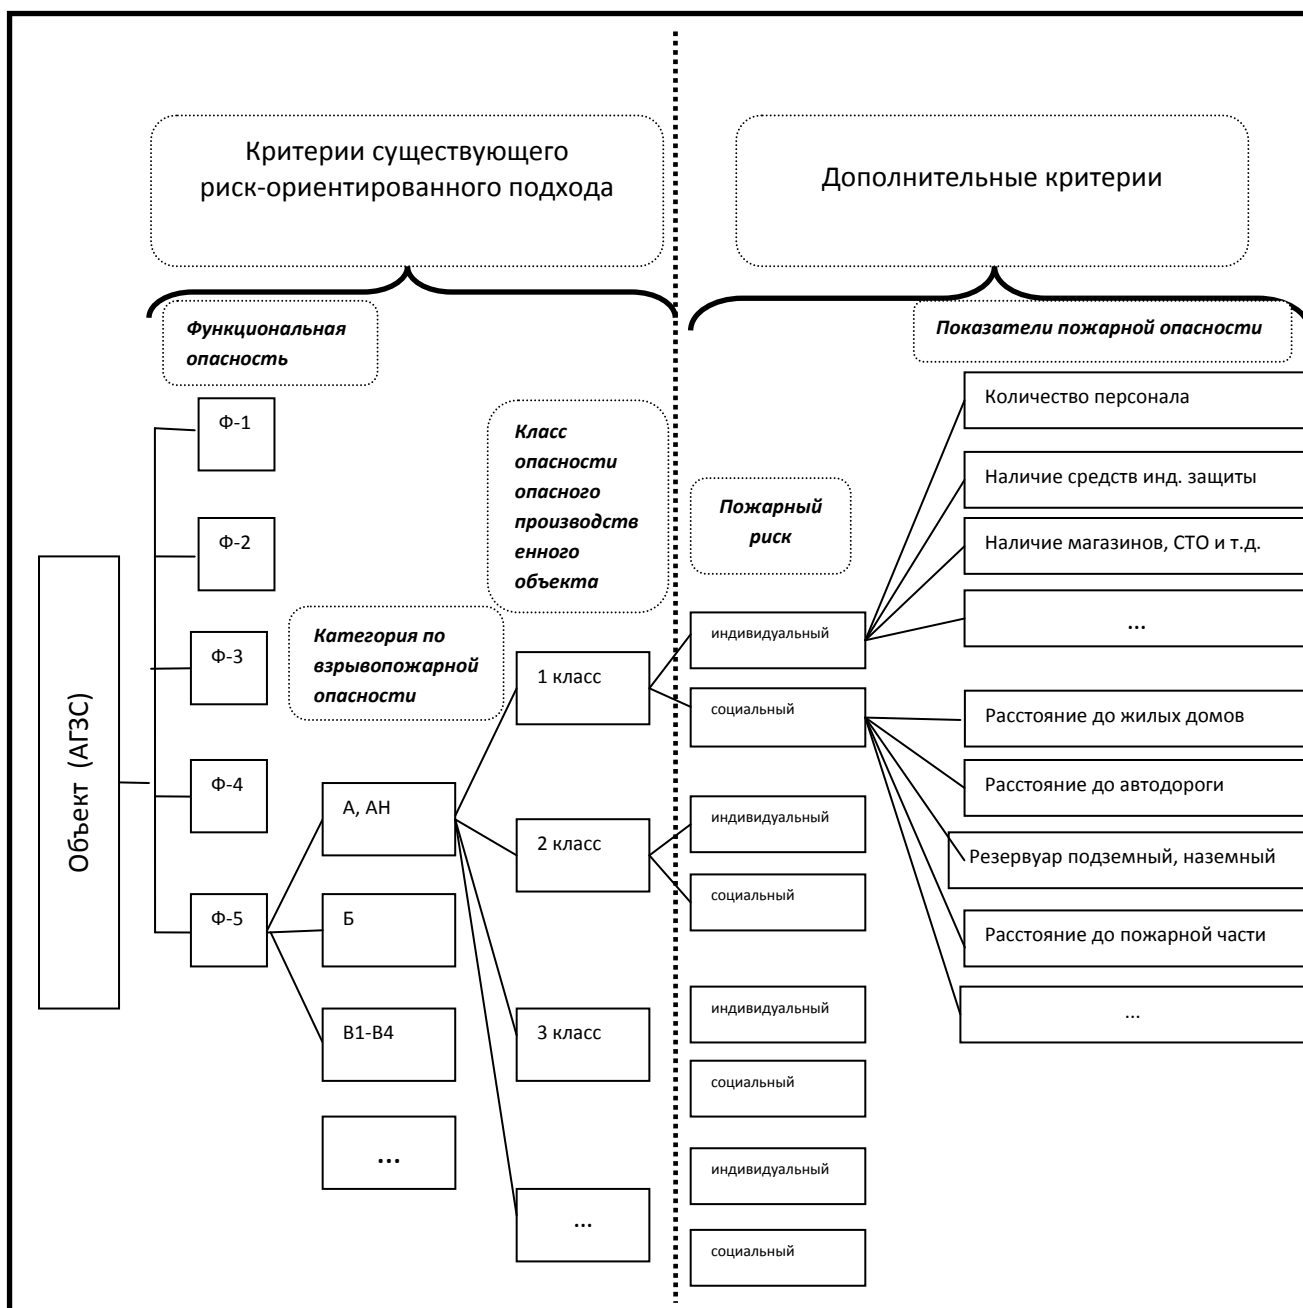 Критерии существующего
риск-ориентированного подхода
Дополнительные критерии
Функциональная
опасность
Показатели пожарной опасности
Объект (АГЗС)
Ф-1
Ф-2
Ф-3
Ф-4
Ф-5
Категория по
взрывопожарной
опасности
А, АН
Б
В1-В4
...
Класс
опасности
опасного
производств
енного
объекта
1 класс
2 класс
3 класс
...
Пожарный
риск
индивидуальный
социальный
индивидуальный
социальный
индивидуальный
социальный
индивидуальный
социальный
Количество персонала
Наличие средств инд. защиты
Наличие магазинов, СТО и т.д.
...
Расстояние до жилых домов
Расстояние до автодороги
Резервуар подземный, наземный
Расстояние до пожарной части
...